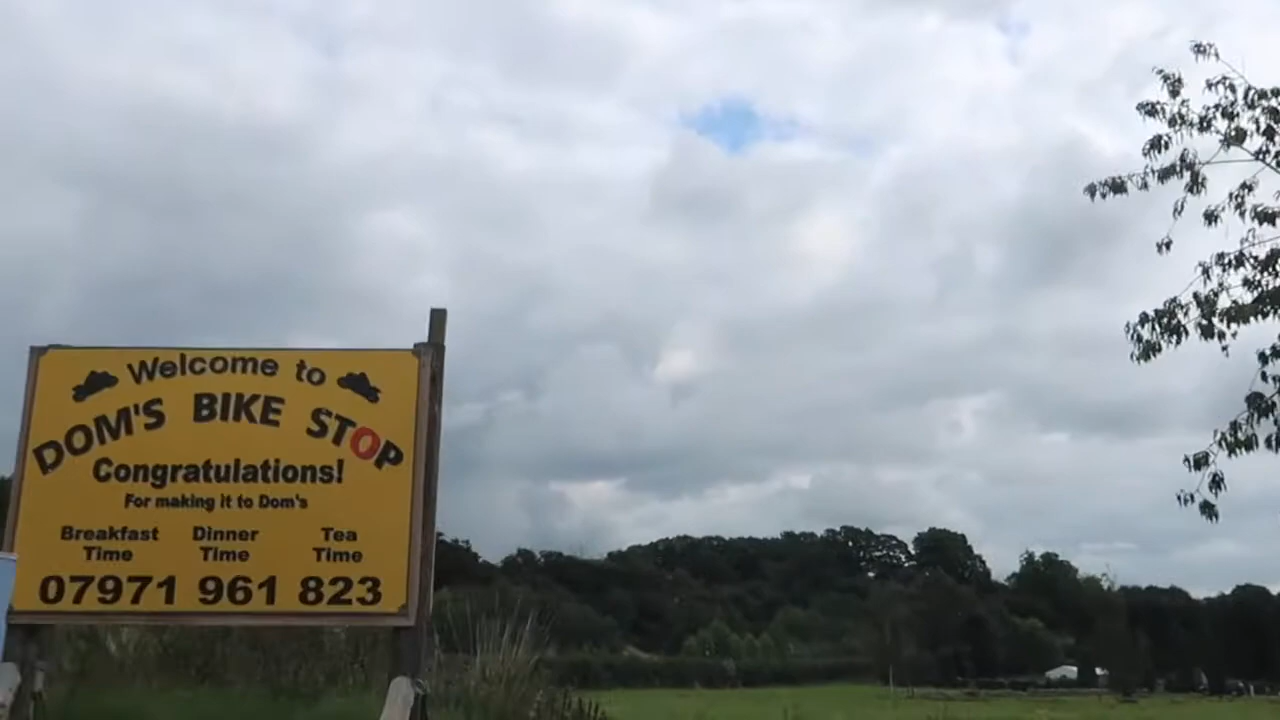 Welcome to
DOM'S BIKE STOP
Congratulations!
For making it to Dom's
Breakfast Time
Dinner Time
Tea Time
07971 961 823